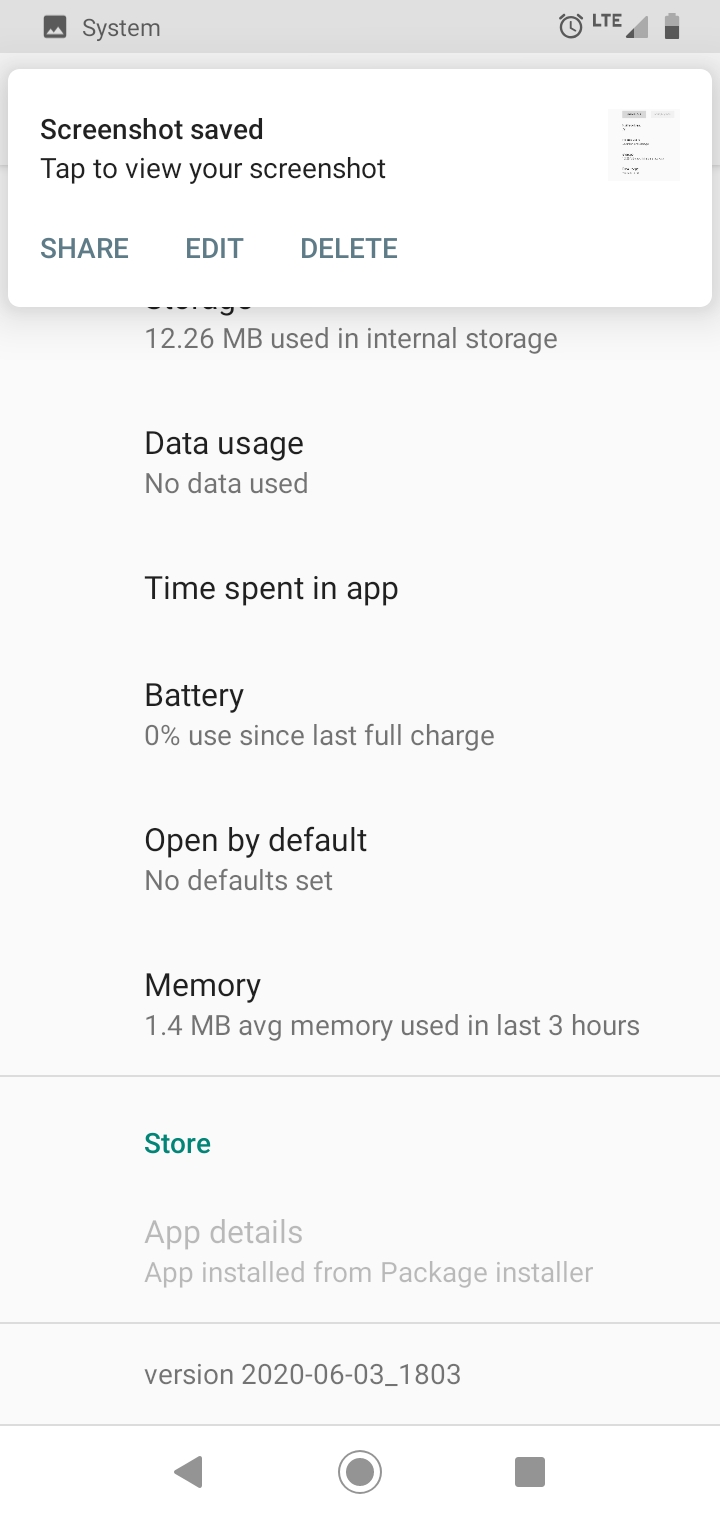 System
LTE
Screenshot saved
Tap to view your screenshot
SHARE EDIT DELETE
Storage
12.26 MB used in internal storage
Data usage
No data used
Time spent in app
Battery
0% use since last full charge
Open by default
No defaults set
Memory
1.4 MB avg memory used in last 3 hours
Store
App details
App installed from Package installer
version 2020-06-03_1803